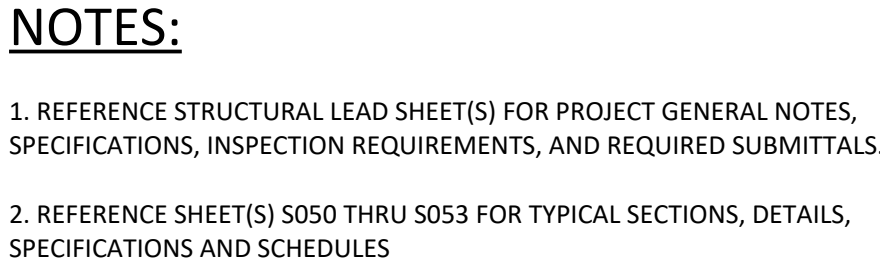 NOTES:
1. REFERENCE STRUCTURAL LEAD SHEET(S) FOR PROJECT GENERAL NOTES,
SPECIFICATIONS, INSPECTION REQUIREMENTS, AND REQUIRED SUBMITTALS.
2. REFERENCE SHEET(S) S050 THRU S053 FOR TYPICAL SECTIONS, DETAILS,
SPECIFICATIONS AND SCHEDULES